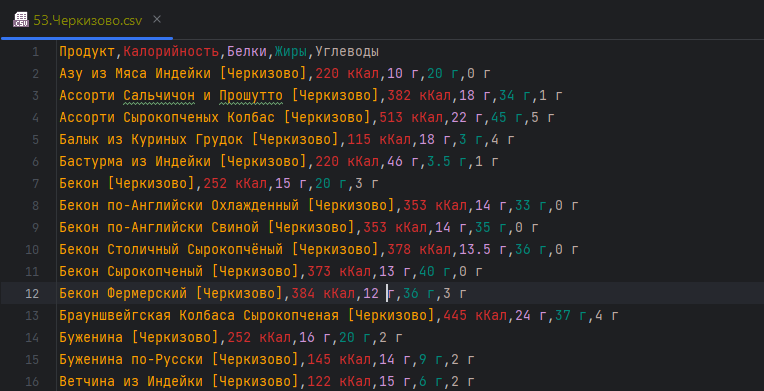 CSV 53.Черкизово.csv ×
1 Продукт,Калорийность,Белки,Жиры,Углеводы
2 Азу из Мяса Индейки [Черкизово],220 кКал,10 г,20 г,0 г
3 Ассорти Сальчичон и Прошутто [Черкизово],382 кКал,18 г,34 г,1 г
4 Ассорти Сырокопченых Колбас [Черкизово],513 кКал,22 г,45 г,5 г
5 Балык из Куриных Грудок [Черкизово],115 кКал,18 г,3 г,4 г
6 Бастурма из Индейки [Черкизово],220 кКал,46 г,3.5 г,1 г
7 Бекон [Черкизово],252 кКал,15 г,20 г,3 г
8 Бекон по-Английски Охлажденный [Черкизово],353 кКал,14 г,33 г,0 г
9 Бекон по-Английски Свиной [Черкизово],353 кКал,14 г,35 г,0 г
10 Бекон Столичный Сырокопчёный [Черкизово],378 кКал,13.5 г,36 г,0 г
11 Бекон Сырокопченый [Черкизово],373 кКал,13 г,40 г,0 г
12 Бекон Фермерский [Черкизово],384 кКал,12 г,36 г,3 г
13 Брауншвейгская Колбаса Сырокопченая [Черкизово],445 кКал,24 г,37 г,4 г
14 Буженина [Черкизово],252 кКал,16 г,20 г,2 г
15 Буженина по-Русски [Черкизово],145 кКал,14 г,9 г,2 г
16 Ветчина из Индейки [Черкизово],122 кКал,15 г,6 г,2 г